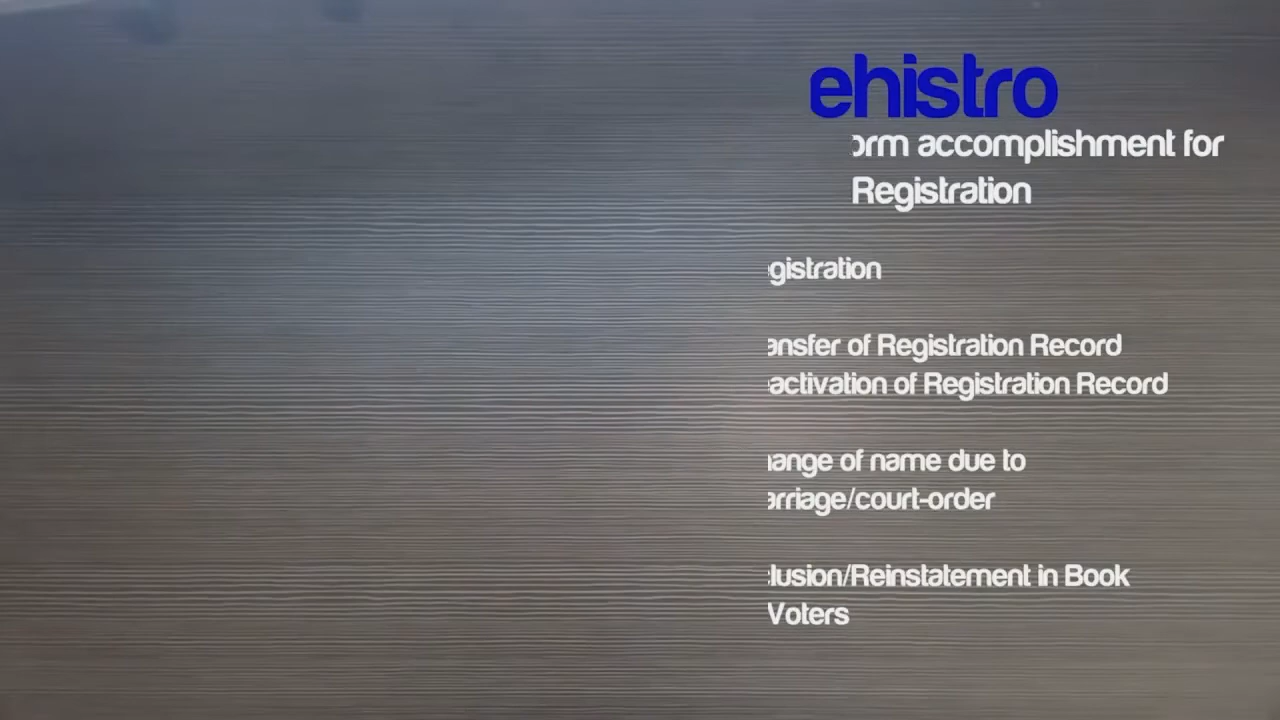 ehistro
orm accomplishment for
Registration
gistration
ansfer of Registration Record
activation of Registration Record
ange of name due to
arriage/court-order
lusion/Reinstatement in Book
Voters